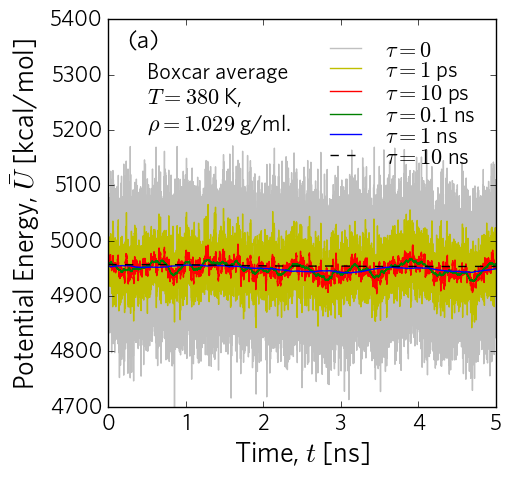 (a)
Boxcar average
T = 380 K,
ρ = 1.029 g/ml.
τ = 0
τ = 1 ps
τ = 10 ps
τ = 0.1 ns
τ = 1 ns
τ = 10 ns
Potential Energy, Ū [kcal/mol]
5400
5300
5200
5100
5000
4900
4800
4700
0 1 2 3 4 5
Time, t [ns]